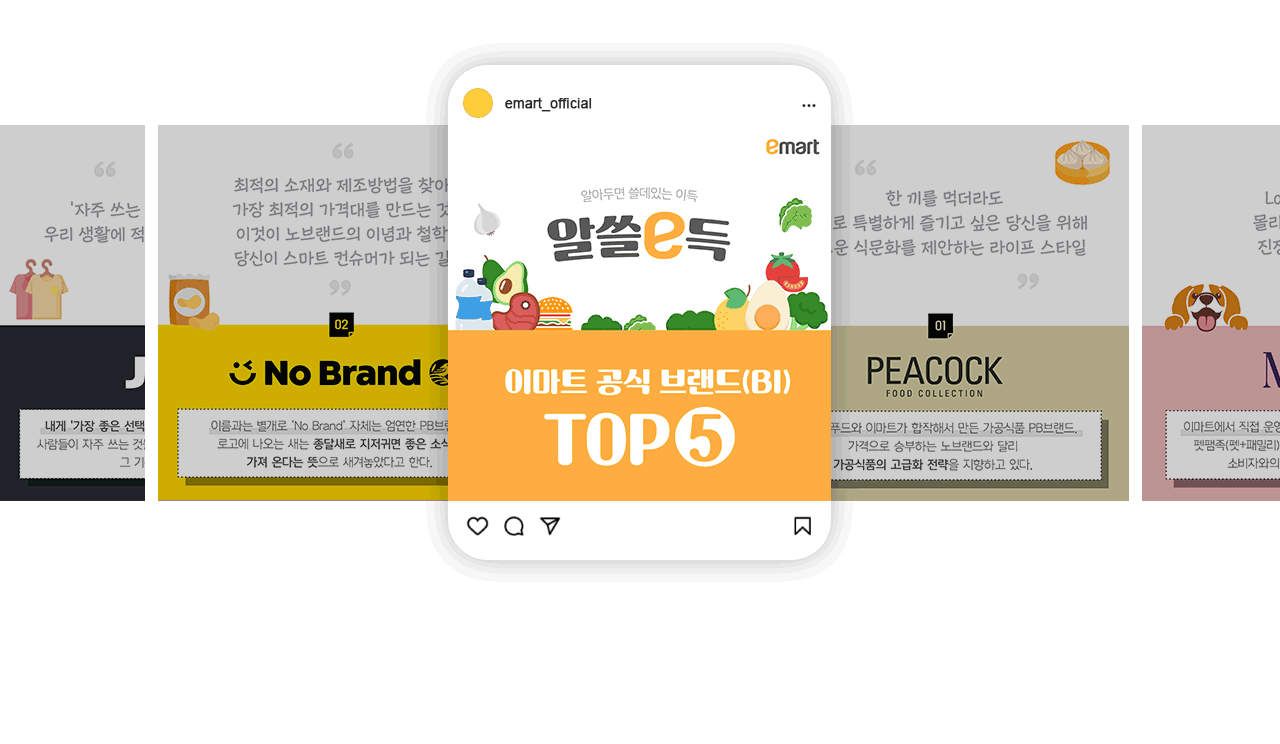 emart_official
emart
알아두면 쓸데있는 이득
알쓸e득
이마트 공식 브랜드(BI)
TOP 5
'자주 쓰는
우리 생활에 적
J
내게 '가장 좋은 선택
사람들이 자주 쓰는 것
그 기
최적의 소재와 제조방법을 찾아
가장 최적의 가격대를 만드는 것
이것이 노브랜드의 이념과 철학
당신이 스마트 컨슈머가 되는 길
02
No Brand
이름과는 별개로 'No Brand' 자체는 엄연한 PB브
로고에 나오는 새는 종달새로 지저귀면 좋은 소식
가져 온다는 뜻으로 새겨놓았다고 한다.
한 끼를 먹더라도
로 특별하게 즐기고 싶은 당신을 위해
운 식문화를 제안하는 라이프 스타일
01
PEACOCK
FOOD COLLECTION
푸드와 이마트가 합작해서 만든 가공식품 PB브랜드.
가격으로 승부하는 노브랜드와 달리
가공식품의 고급화 전략을 지향하고 있다.
몰리
진정
이마트에서 직접 운영
펫팸족(펫+패밀리)
소비자와의